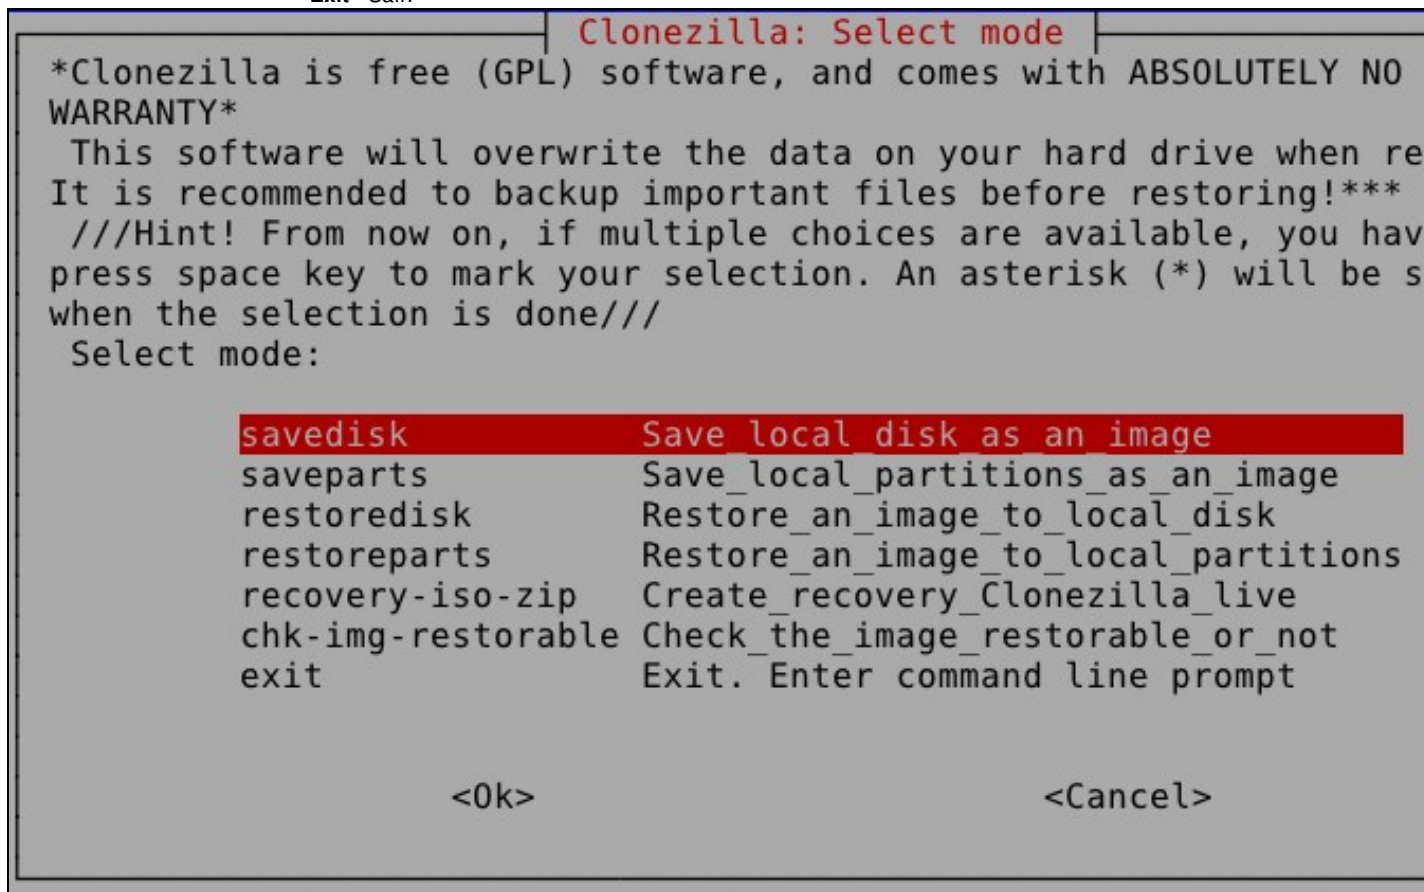 Clonezilla: Select mode
*Clonezilla is free (GPL) software, and comes with ABSOLUTELY NO
WARRANTY*
This software will overwrite the data on your hard drive when re
It is recommended to backup important files before restoring!***
///Hint! From now on, if multiple choices are available, you hav
press space key to mark your selection. An asterisk (*) will be s
when the selection is done///
Select mode:
savedisk Save_local_disk_as_an_image
saveparts Save_local_partitions_as_an_image
restoredisk Restore_an_image_to_local_disk
restoreparts Restore_an_image_to_local_partitions
recovery-iso-zip Create_recovery_Clonezilla_live
chk-img-restorable Check_the_image_restorable_or_not
exit Exit. Enter command line prompt
<Ok> <Cancel>